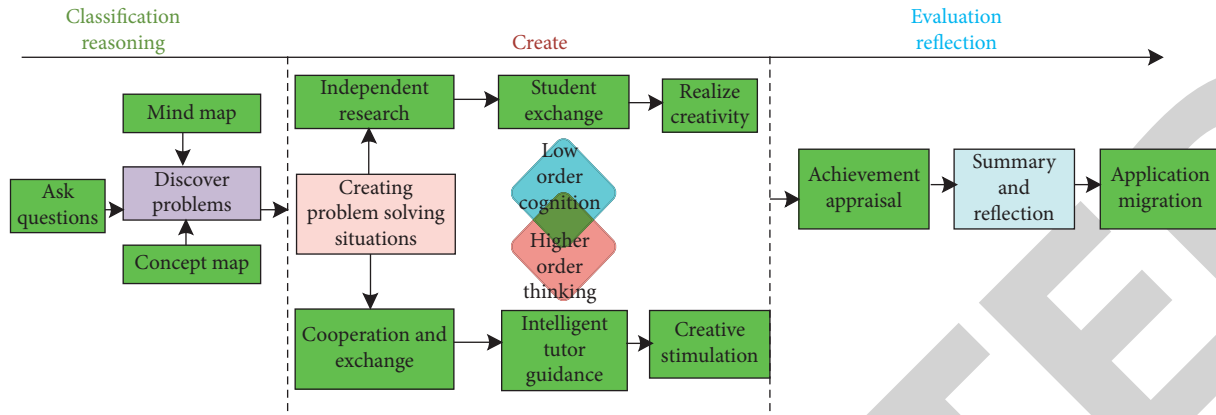 Classification
reasoning
Create
Evaluation
reflection
Mind map
Ask
questions
Discover
problems
Concept map
Independent
research
Student
exchange
Realize
creativity
Creating
problem solving
situations
Low
order
cognition
Higher
order
thinking
Cooperation and
exchange
Intelligent
tutor
guidance
Creative
stimulation
Achievement
appraisal
Summary
and
reflection
Application
migration